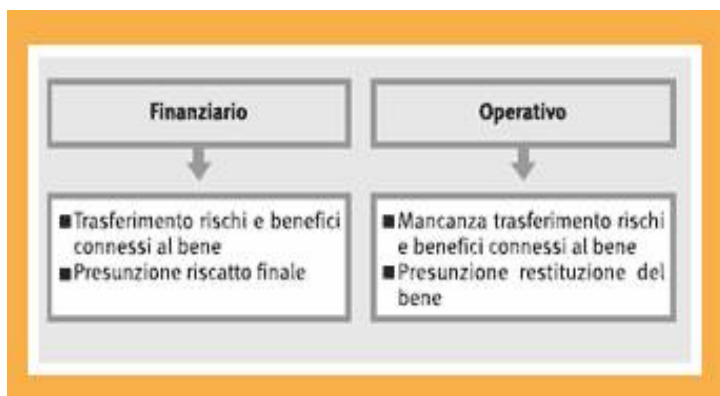 Finanziario
Operativo
■Trasferimento rischi e benefici
connessi al bene
■Presunzione riscatto finale
■Mancanza trasferimento rischi
e benefici connessi al bene
■Presunzione restituzione del
bene